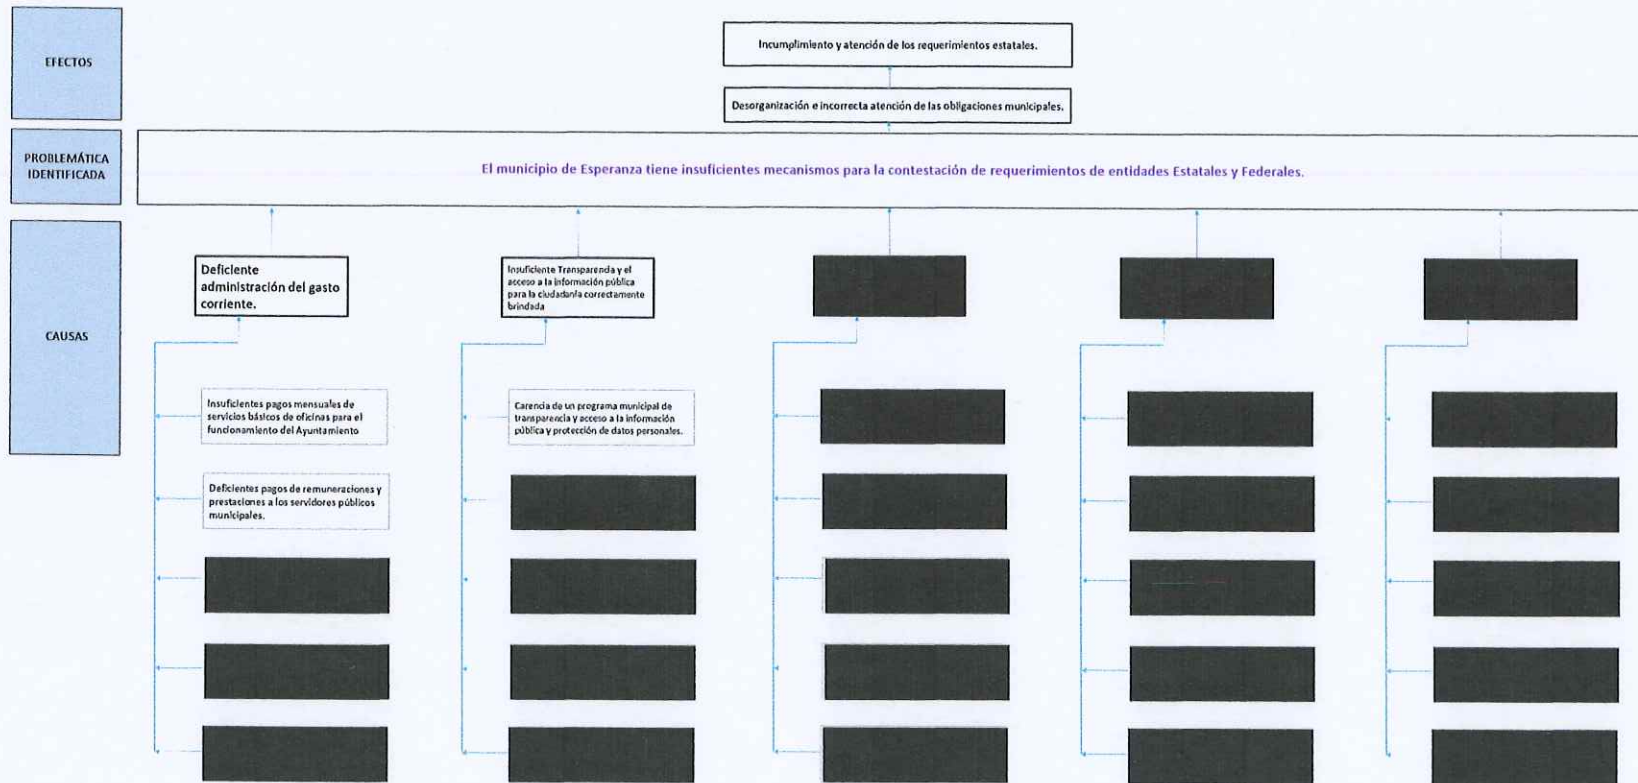 EFECTOS
Incumplimiento y atención de los requerimientos estatales.
Desorganización e incorrecta atención de las obligaciones municipales.
PROBLEMÁTICA
IDENTIFICADA
El municipio de Esperanza tiene insuficientes mecanismos para la contestación de requerimientos de entidades Estatales y Federales.
CAUSAS
Deficiente
administración del gasto
corriente.
Insuficiente Transparenda y el
acceso a la información pública
para la ciudadanía correctamente
brindada
Insuficientes pagos mensuales de
servicios básicos de oficinas para el
funcionamiento del Ayuntamiento
Carencia de un programa municipal de
transparencia y acceso a la información
pública y protección de datos personales.
Deficientes pagos de remuneraciones y
prestaciones a los servidores públicos
municipales.